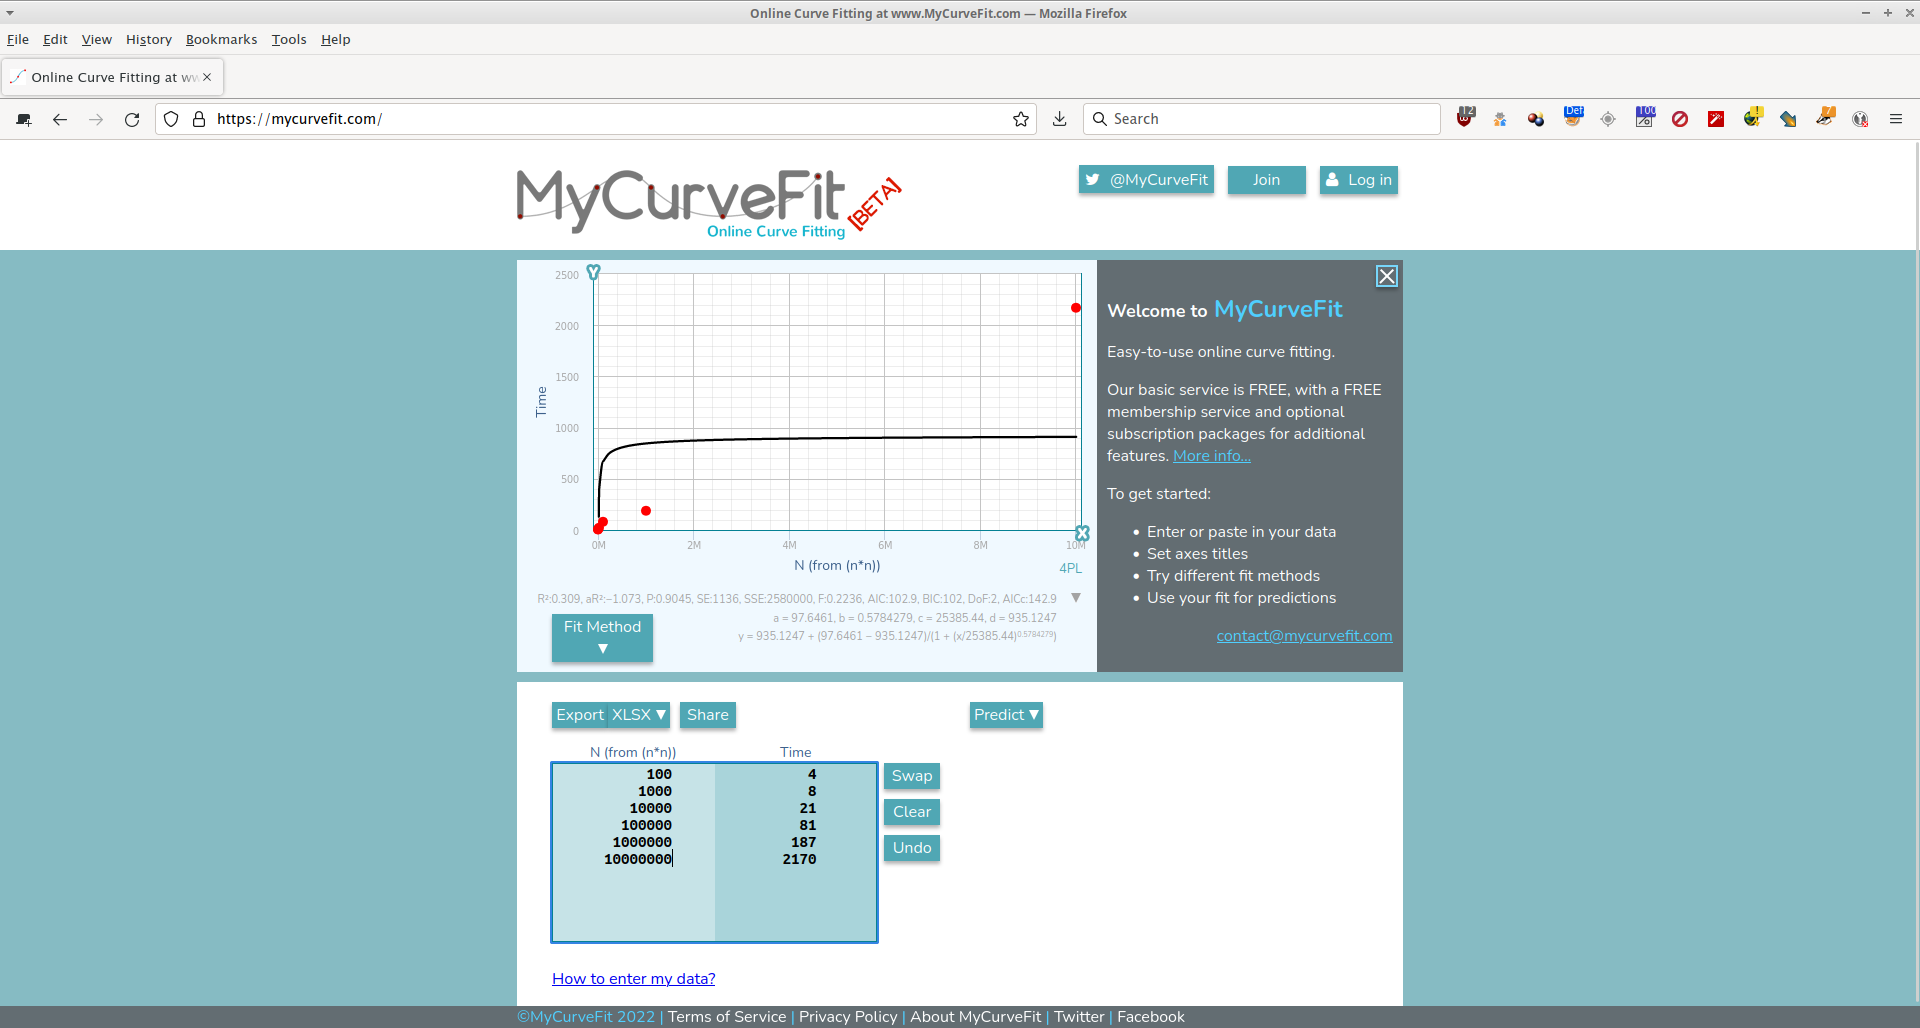 Online Curve Fitting at www.MyCurveFit.com — Mozilla Firefox
File Edit View History Bookmarks Tools Help
Online Curve Fitting at ww
https://mycurvefit.com/
Search
12
Def
100
!
7
MyCurveFit
[BETA]
Online Curve Fitting
@MyCurveFit
Join
Log in
Y
2500
2000
1500
1000
500
0
Time
X
0M 2M 4M 6M 8M 10M
N (from (n*n))
4PL
R²:0.309, aR²:−1.073, P:0.9045, SE:1136, SSE:2580000, F:0.2236, AIC:102.9, BIC:102, DoF:2, AICc:142.9 ▼
a = 97.6461, b = 0.5784279, c = 25385.44, d = 935.1247
y = 935.1247 + (97.6461 − 935.1247)/(1 + (x/25385.44)^0.5784279)
Fit Method
▼
Welcome to MyCurveFit
Easy-to-use online curve fitting.
Our basic service is FREE, with a FREE
membership service and optional
subscription packages for additional
features. More info...
To get started:
• Enter or paste in your data
• Set axes titles
• Try different fit methods
• Use your fit for predictions
contact@mycurvefit.com
Export XLSX ▼ Share Predict ▼
N (from (n*n)) Time
100 4
1000 8
10000 21
100000 81
1000000 187
10000000 2170
Swap
Clear
Undo
How to enter my data?
©MyCurveFit 2022 | Terms of Service | Privacy Policy | About MyCurveFit | Twitter | Facebook